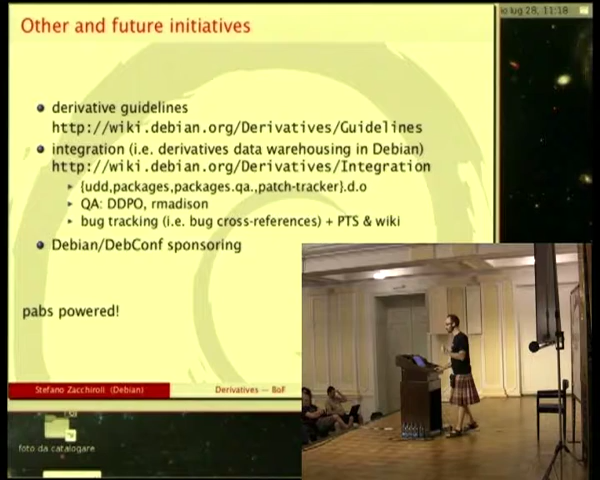 Other and future initiatives
io lug 28, 11:18
derivative guidelines
http://wiki.debian.org/Derivatives/Guidelines
integration (i.e. derivatives data warehousing in Debian)
http://wiki.debian.org/Derivatives/Integration
{udd,packages,packages.qa.,patch-tracker}.d.o
QA: DDPO, rmadison
bug tracking (i.e. bug cross-references) + PTS & wiki
Debian/DebConf sponsoring
pabs powered!
Stefano Zacchiroli (Debian)
Derivatives — BoF
foto da catalogare